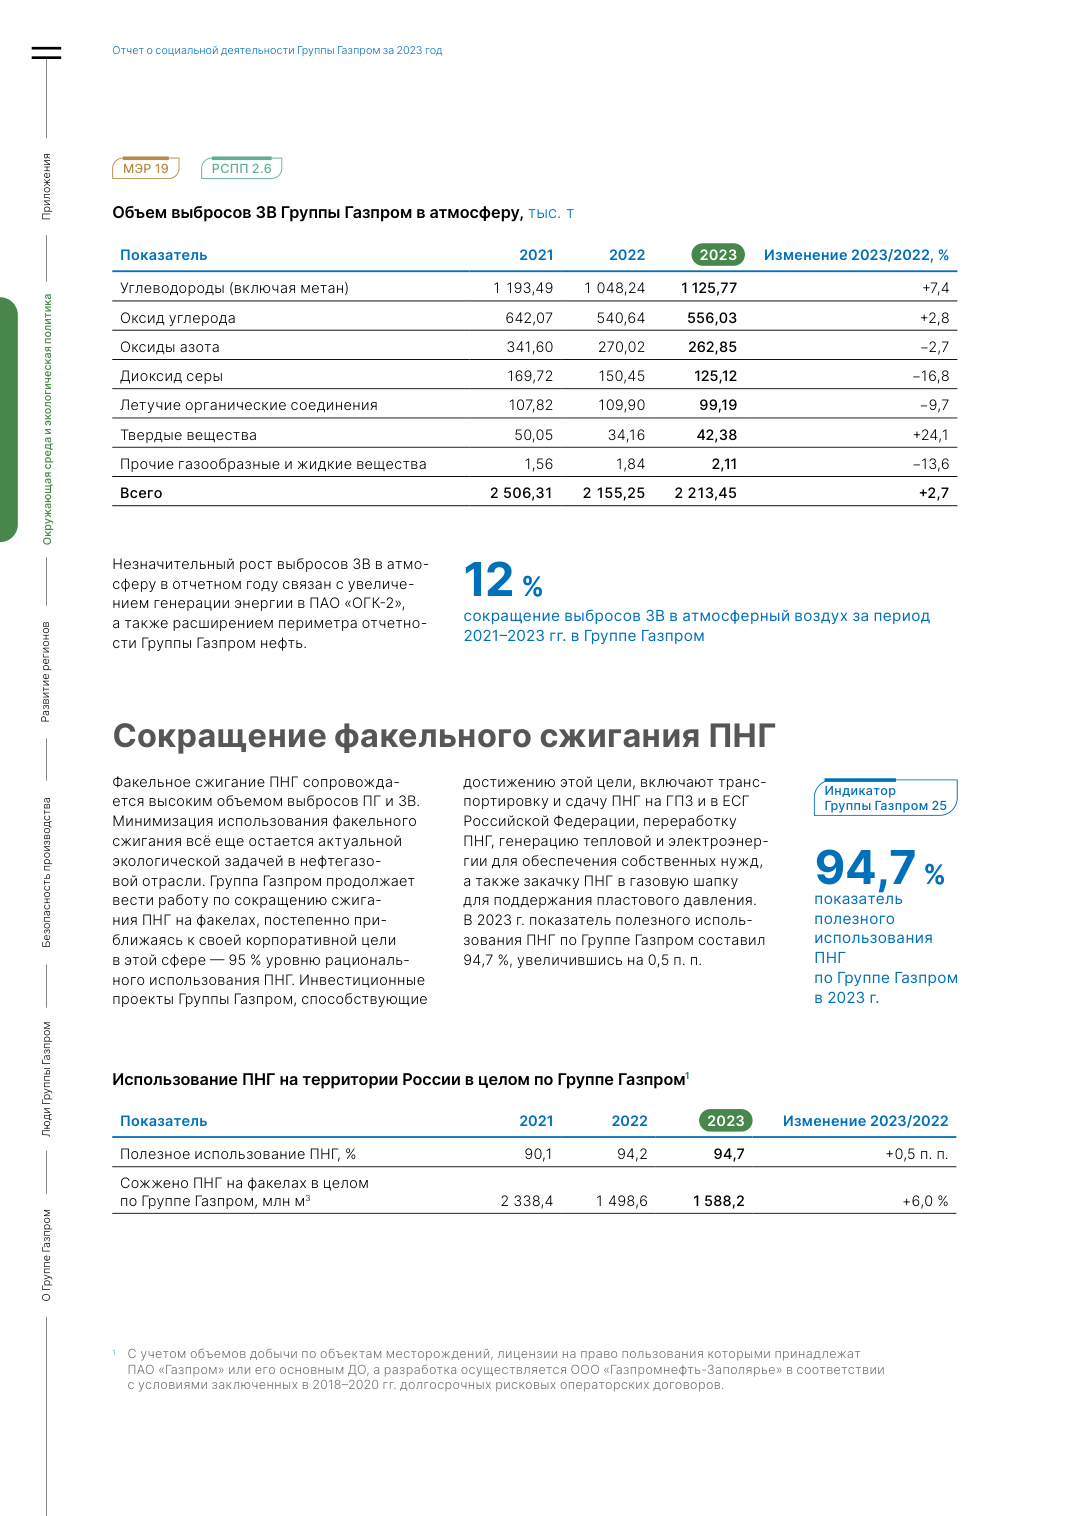 Отчет о социальной деятельности Группы Газпром за 2023 год
МЭР 19
РСПП 2.6
Объем выбросов ЗВ Группы Газпром в атмосферу, тыс. т
Показатель 2021 2022 2023 Изменение 2023/2022, %
Углеводороды (включая метан) 1 193,49 1 048,24 1 125,77 +7,4
Оксид углерода 642,07 540,64 556,03 +2,8
Оксиды азота 341,60 270,02 262,85 −2,7
Диоксид серы 169,72 150,45 125,12 −16,8
Летучие органические соединения 107,82 109,90 99,19 −9,7
Твердые вещества 50,05 34,16 42,38 +24,1
Прочие газообразные и жидкие вещества 1,56 1,84 2,11 −13,6
Всего 2 506,31 2 155,25 2 213,45 +2,7
Незначительный рост выбросов ЗВ в атмо-
сферу в отчетном году связан с увеличе-
нием генерации энергии в ПАО «ОГК-2»,
а также расширением периметра отчетно-
сти Группы Газпром нефть.
12 %
сокращение выбросов ЗВ в атмосферный воздух за период
2021–2023 гг. в Группе Газпром
Сокращение факельного сжигания ПНГ
Факельное сжигание ПНГ сопровожда-
ется высоким объемом выбросов ПГ и ЗВ.
Минимизация использования факельного
сжигания всё еще остается актуальной
экологической задачей в нефтегазо-
вой отрасли. Группа Газпром продолжает
вести работу по сокращению сжига-
ния ПНГ на факелах, постепенно при-
ближаясь к своей корпоративной цели
в этой сфере — 95 % уровню рациональ-
ного использования ПНГ. Инвестиционные
проекты Группы Газпром, способствующие
достижению этой цели, включают транс-
портировку и сдачу ПНГ на ГПЗ и в ЕСГ
Российской Федерации, переработку
ПНГ, генерацию тепловой и электроэнер-
гии для обеспечения собственных нужд,
а также закачку ПНГ в газовую шапку
для поддержания пластового давления.
В 2023 г. показатель полезного исполь-
зования ПНГ по Группе Газпром составил
94,7 %, увеличившись на 0,5 п. п.
Индикатор
Группы Газпром 25
94,7 %
показатель
полезного
использования
ПНГ
по Группе Газпром
в 2023 г.
Использование ПНГ на территории России в целом по Группе Газпром¹
Показатель 2021 2022 2023 Изменение 2023/2022
Полезное использование ПНГ, % 90,1 94,2 94,7 +0,5 п. п.
Сожжено ПНГ на факелах в целом
по Группе Газпром, млн м³ 2 338,4 1 498,6 1 588,2 +6,0 %
¹ С учетом объемов добычи по объектам месторождений, лицензии на право пользования которыми принадлежат
ПАО «Газпром» или его основным ДО, а разработка осуществляется ООО «Газпромнефть-Заполярье» в соответствии
с условиями заключенных в 2018–2020 гг. долгосрочных рисковых операторских договоров.
Приложения
Окружающая среда и экологическая политика
Развитие регионов
Безопасность производства
Люди Группы Газпром
О Группе Газпром